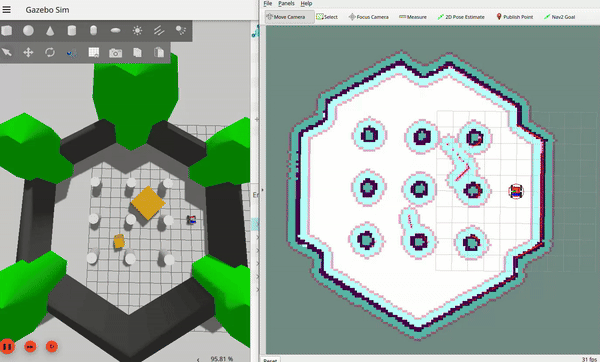 Gazebo Sim
File Panels Help
Move Camera Select Focus Camera Measure 2D Pose Estimate Publish Point Nav2 Goal
Er
95.81 %
Reset
31 fps